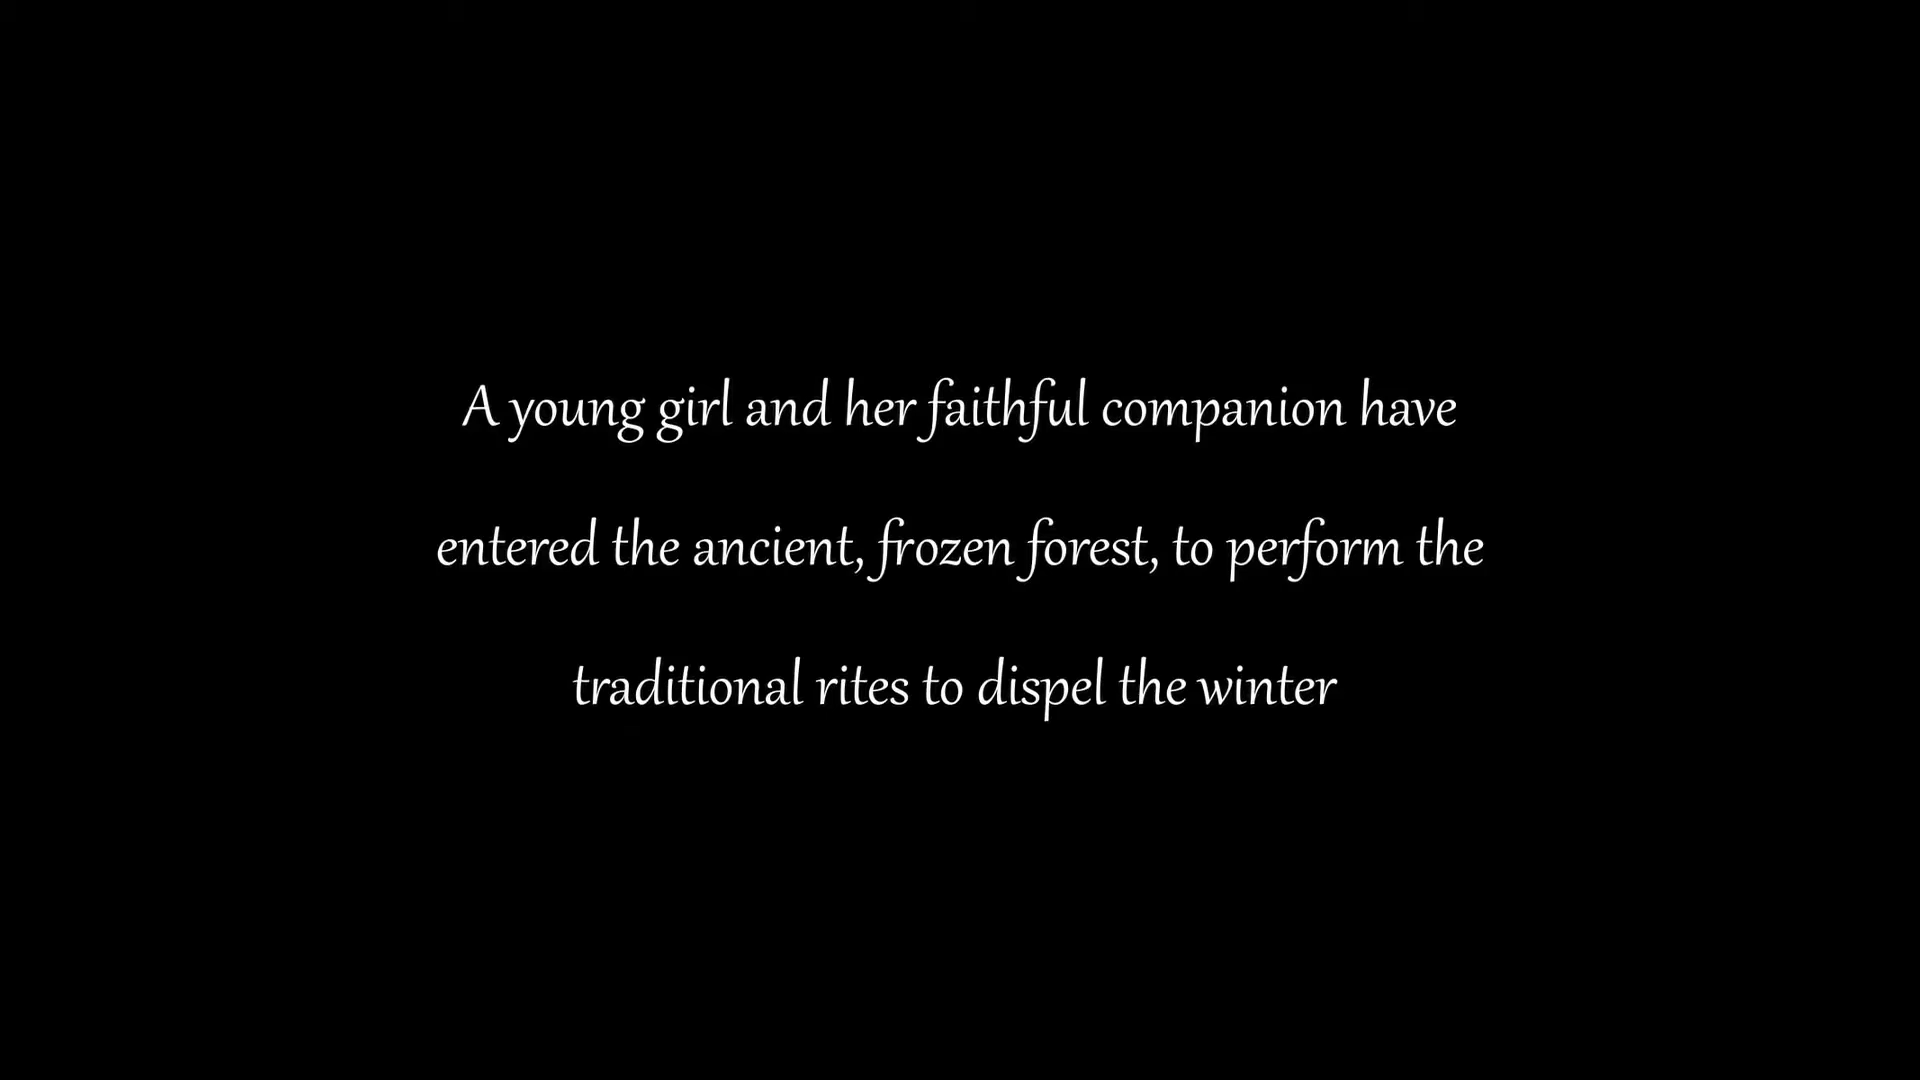 A young girl and her faithful companion have
entered the ancient, frozen forest, to perform the
traditional rites to dispel the winter